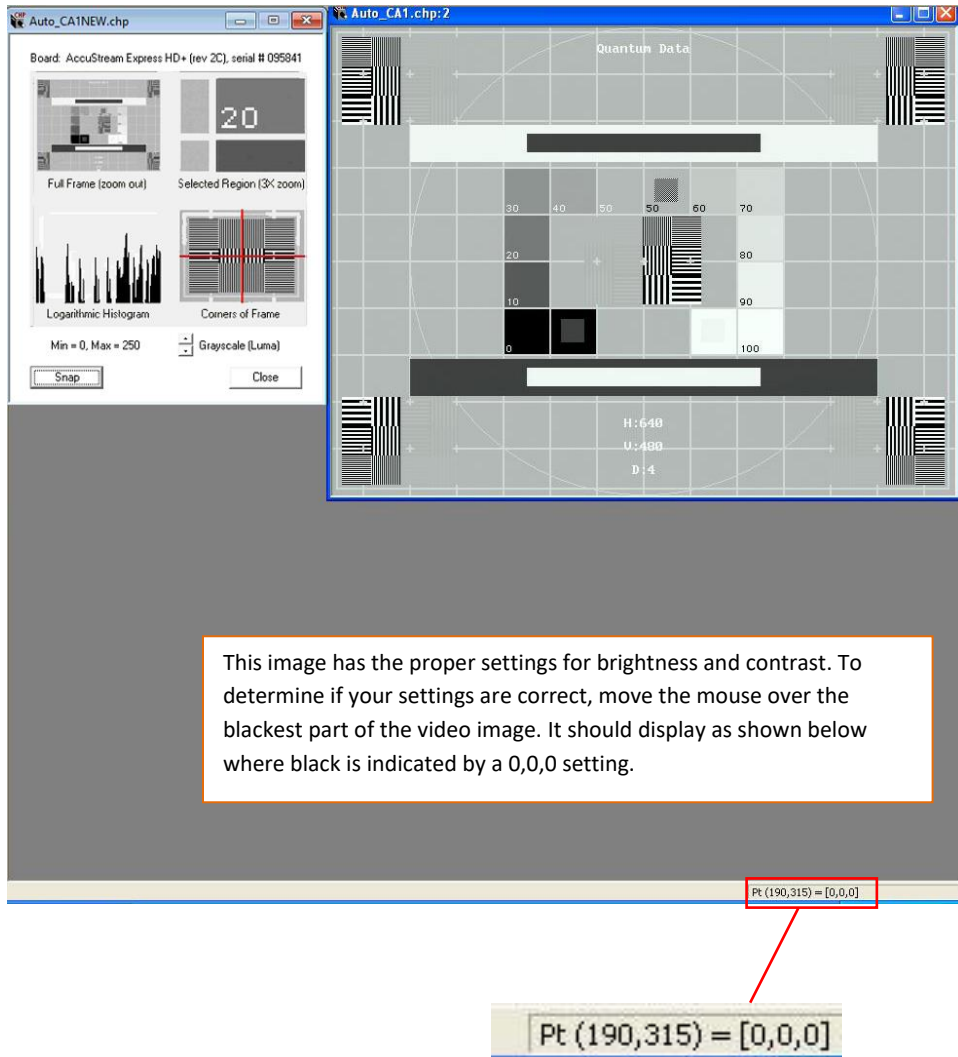 Auto_CA1NEW.chp
Board: AccuStream Express HD+ (rev 2C), serial # 095841
20
Full Frame (zoom out)
Selected Region (3X zoom)
Logarithmic Histogram
Corners of Frame
Min = 0, Max = 250
Grayscale (Luma)
Snap
Close
CHP
Auto_CA1.chp:2
Quantum Data
30 40 50 50 60 70
20 80
10 90
0 100
H:640
V:480
D:4
This image has the proper settings for brightness and contrast. To
determine if your settings are correct, move the mouse over the
blackest part of the video image. It should display as shown below
where black is indicated by a 0,0,0 setting.
Pt (190,315) = [0,0,0]
Pt (190,315) = [0,0,0]